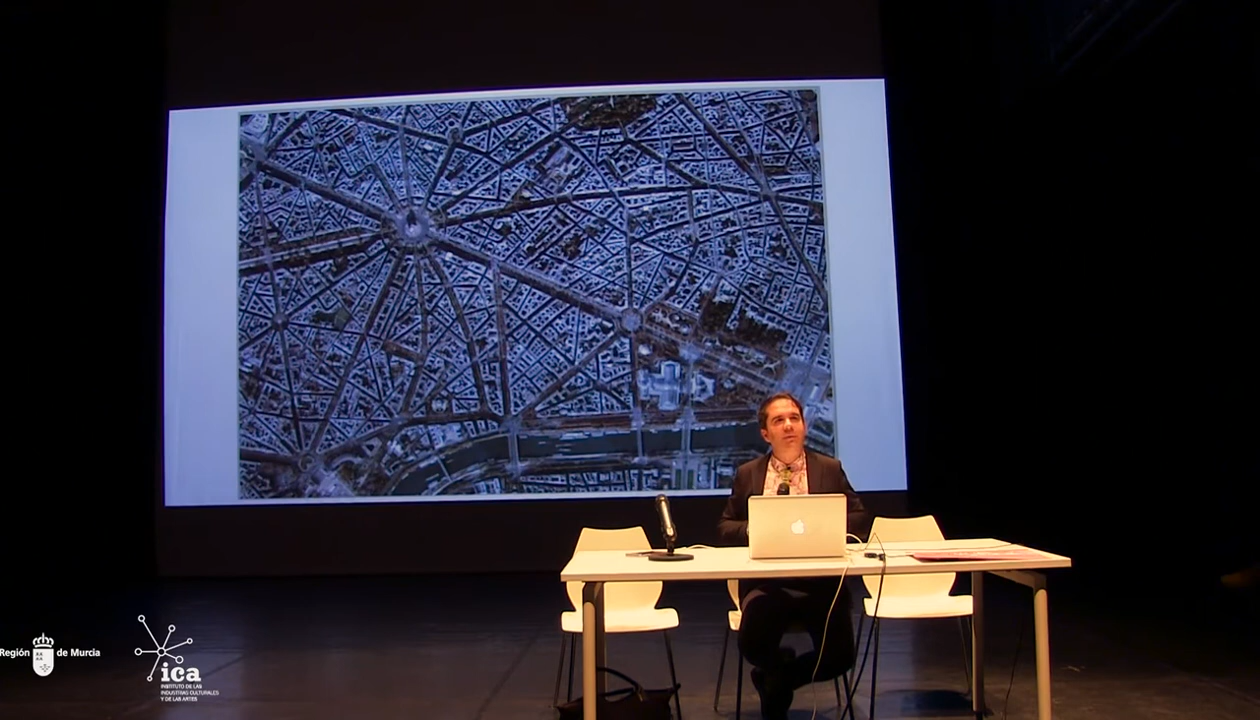 Región de Murcia
ica
INSTITUTO DE LAS
INDUSTRIAS CULTURALES
Y DE LAS ARTES